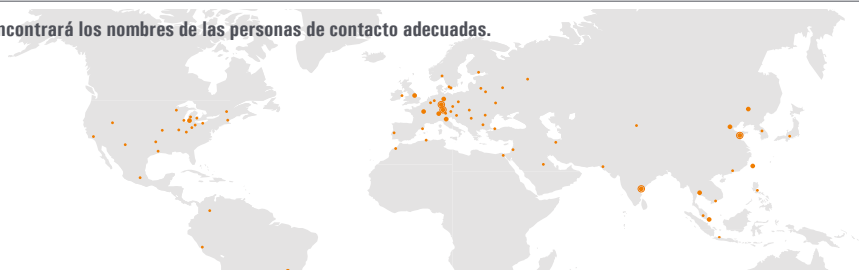 ncontrará los nombres de las personas de contacto adecuadas.